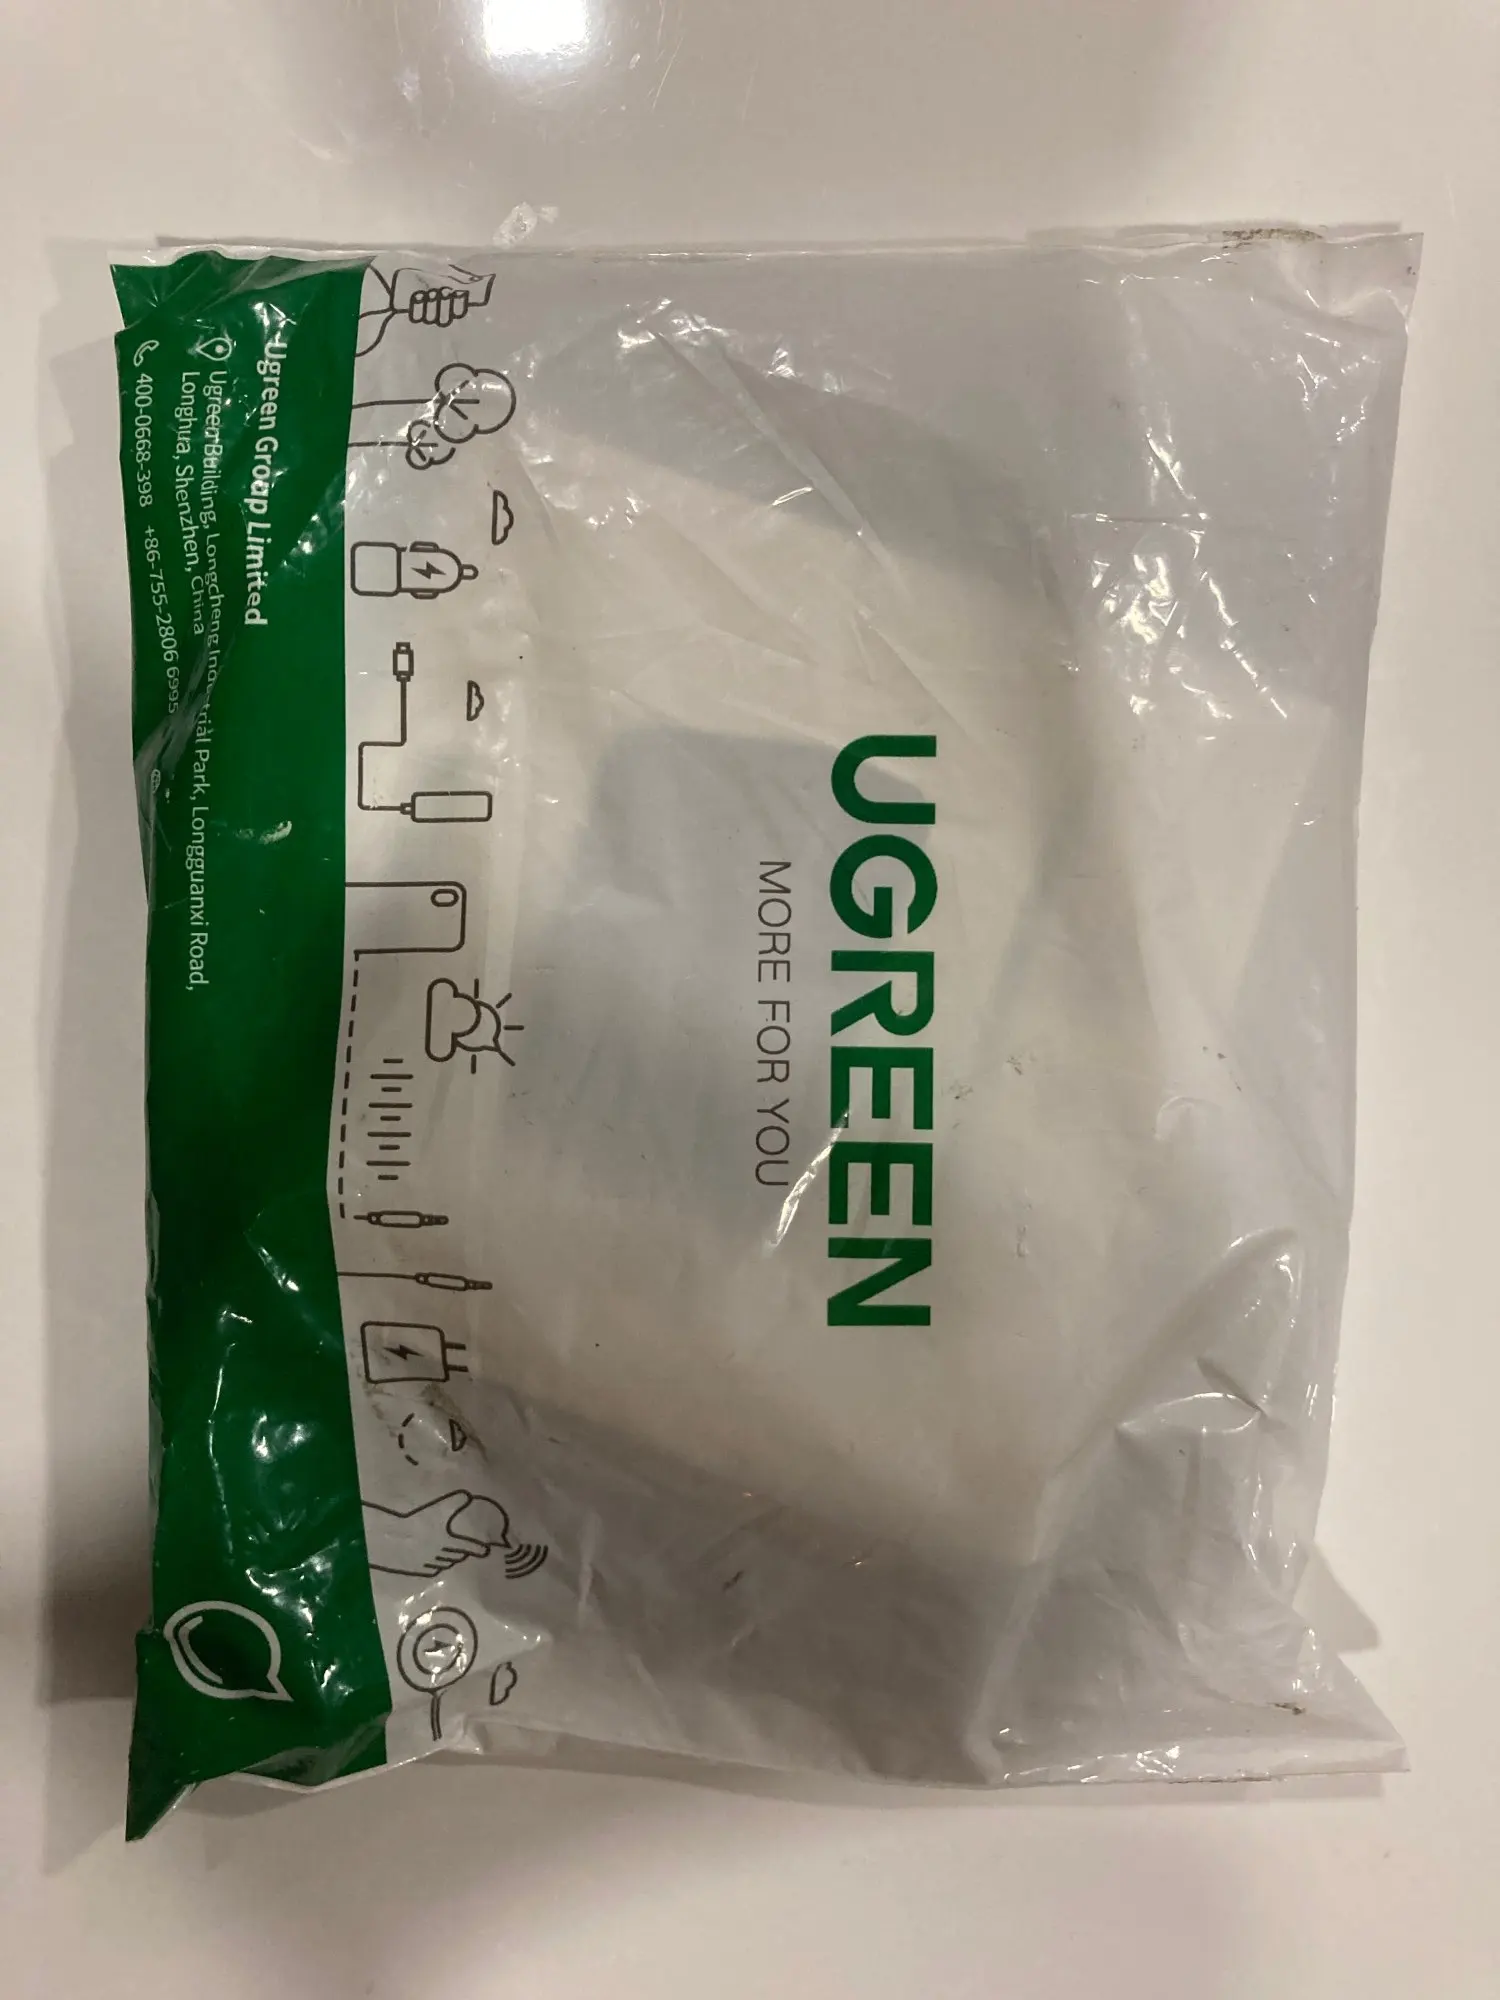 UGREEN
MORE FOR YOU
Ugreen Group Limited
Ugreen Building, Longcheng Industrial Park, Longguanxi Road,
Longhua, Shenzhen, China
400-0668-398 +86-755-2806 6995